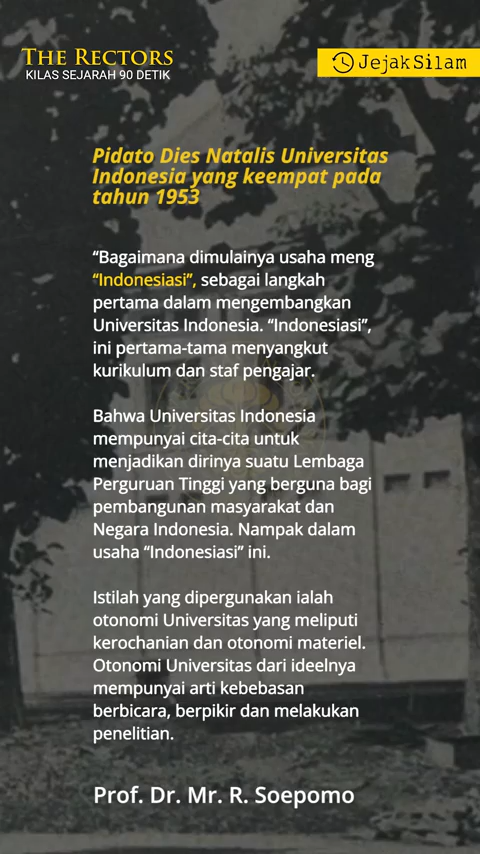 THE RECTORS
KILAS SEJARAH 90 DETIK
JejakSilam
Pidato Dies Natalis Universitas
Indonesia yang keempat pada
tahun 1953
“Bagaimana dimulainya usaha meng
“Indonesiasi”, sebagai langkah
pertama dalam mengembangkan
Universitas Indonesia. “Indonesiasi”,
ini pertama-tama menyangkut
kurikulum dan staf pengajar.
Bahwa Universitas Indonesia
mempunyai cita-cita untuk
menjadikan dirinya suatu Lembaga
Perguruan Tinggi yang berguna bagi
pembangunan masyarakat dan
Negara Indonesia. Nampak dalam
usaha “Indonesiasi” ini.
Istilah yang dipergunakan ialah
otonomi Universitas yang meliputi
kerochanian dan otonomi materiel.
Otonomi Universitas dari ideelnya
mempunyai arti kebebasan
berbicara, berpikir dan melakukan
penelitian.
Prof. Dr. Mr. R. Soepomo